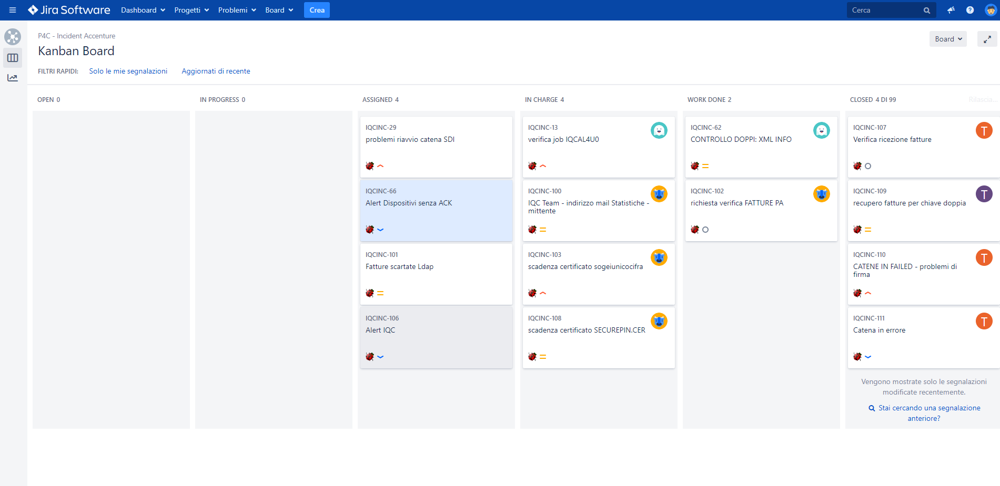 Jira Software Dashboard Progetti Problemi Board Crea Cerca
P4C - Incident Accenture
Kanban Board
Board
FILTRI RAPIDI: Solo le mie segnalazioni Aggiornati di recente
OPEN 0
IN PROGRESS 0
ASSIGNED 4
IQCINC-29
problemi riavvio catena SDI
IQCINC-66
Alert Dispositivi senza ACK
IQCINC-101
Fatture scartate Ldap
IQCINC-106
Alert IQC
IN CHARGE 4
IQCINC-13
verifica job IQCAL4U0
IQCINC-100
IQC Team - indirizzo mail Statistiche -
mittente
IQCINC-103
scadenza certificato sogeiunicocifra
IQCINC-108
scadenza certificato SECUREPIN.CER
WORK DONE 2
IQCINC-62
CONTROLLO DOPPI: XML INFO
IQCINC-102
richiesta verifica FATTURE PA
CLOSED 4 DI 99 Rilascia...
IQCINC-107
T
Verifica ricezione fatture
IQCINC-109
T
recupero fatture per chiave doppia
IQCINC-110
T
CATENE IN FAILED - problemi di
firma
IQCINC-111
T
Catena in errore
Vengono mostrate solo le segnalazioni
modificate recentemente.
Stai cercando una segnalazione
anteriore?